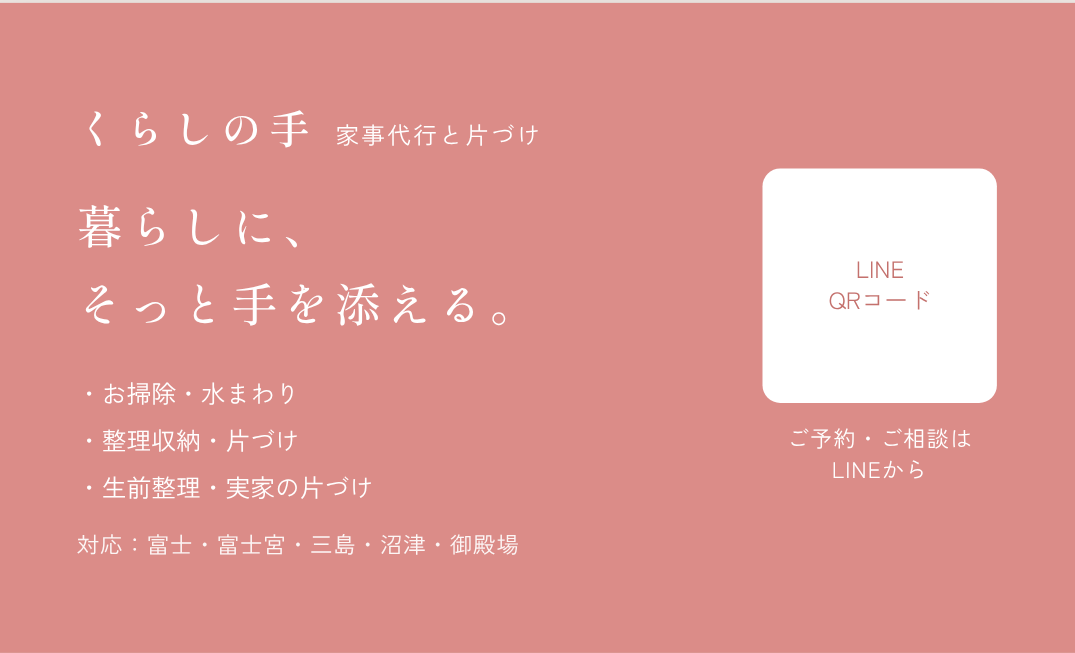 くらしの手 家事代行と片づけ
暮らしに、
そっと手を添える。
・お掃除・水まわり
・整理収納・片づけ
・生前整理・実家の片づけ
対応：富士・富士宮・三島・沼津・御殿場
LINE
QRコード
ご予約・ご相談は
LINEから